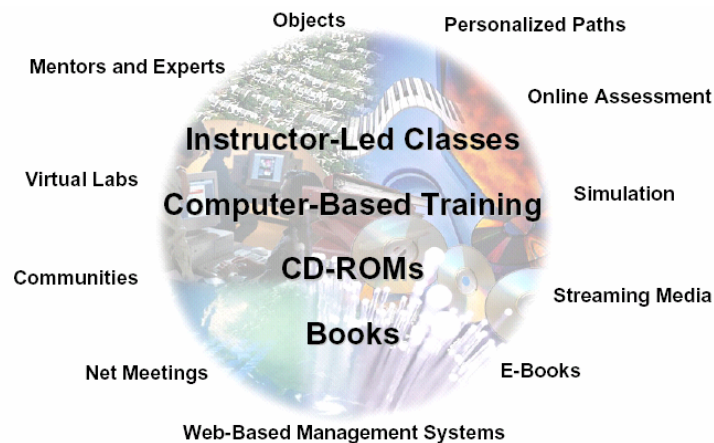 Objects
Personalized Paths
Mentors and Experts
Online Assessment
Instructor-Led Classes
Virtual Labs
Simulation
Computer-Based Training
Communities
CD-ROMs
Streaming Media
Books
Net Meetings
E-Books
Web-Based Management Systems